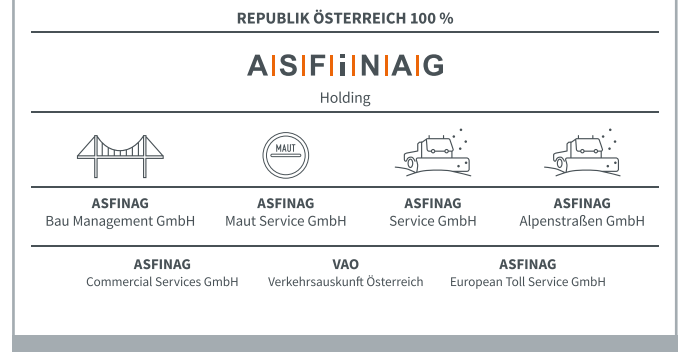 REPUBLIK ÖSTERREICH 100 %
A|S|F|i|N|A|G
Holding
MAUT
ASFINAG ASFINAG ASFINAG ASFINAG
Bau Management GmbH Maut Service GmbH Service GmbH Alpenstraßen GmbH
ASFINAG VAO ASFINAG
Commercial Services GmbH Verkehrsauskunft Österreich European Toll Service GmbH